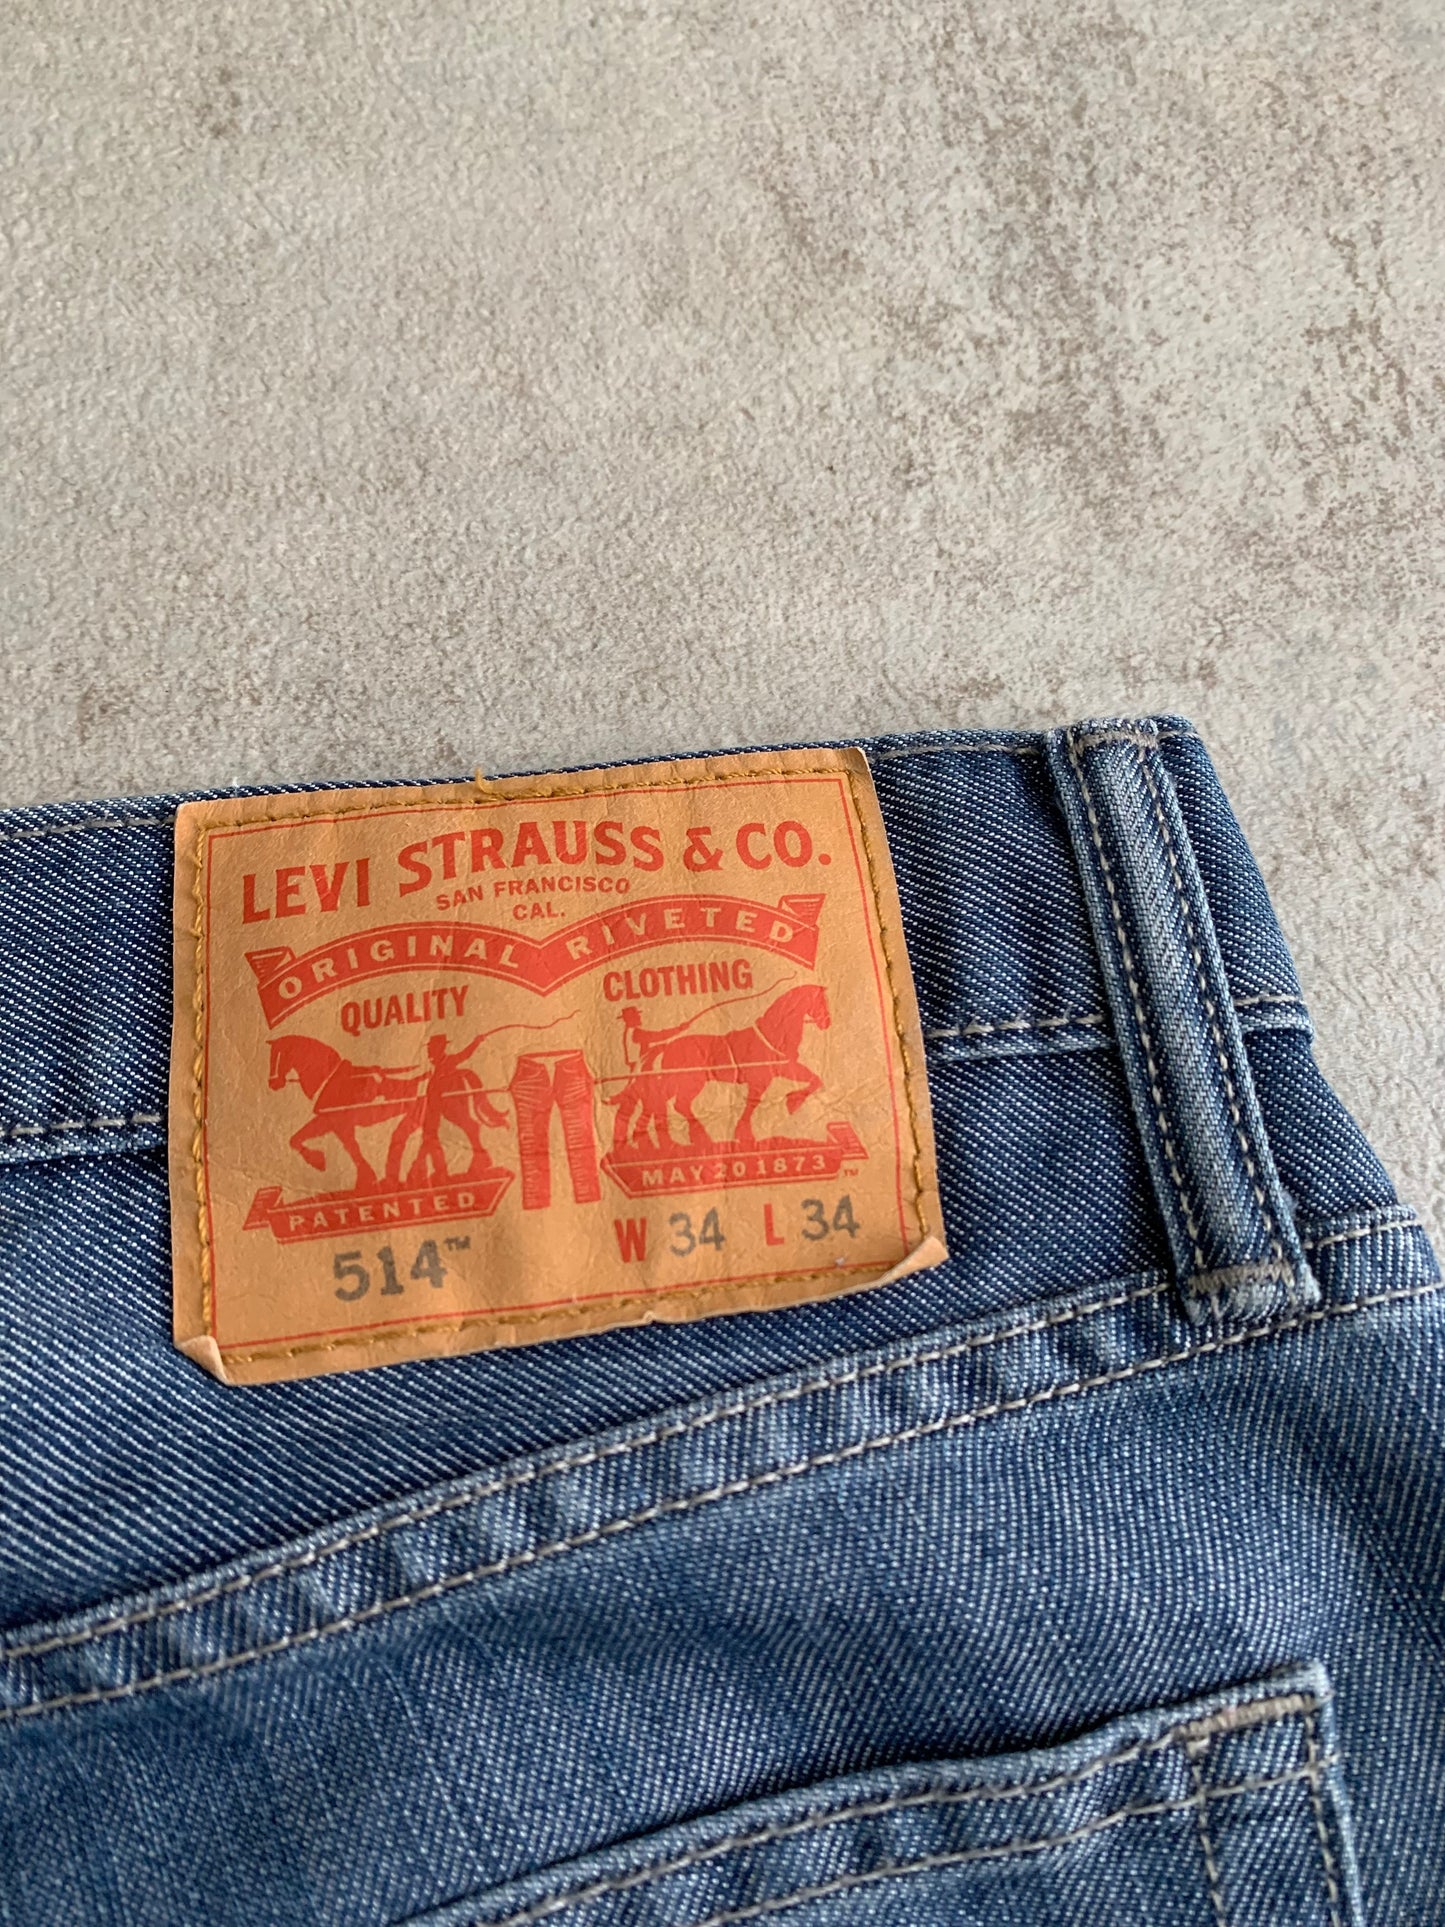 LEVI STRAUSS & CO.
SAN FRANCISCO
CAL.
ORIGINAL RIVETED
QUALITY CLOTHING
PATENTED MAY 20 1873 ™
514™ W 34 L 34